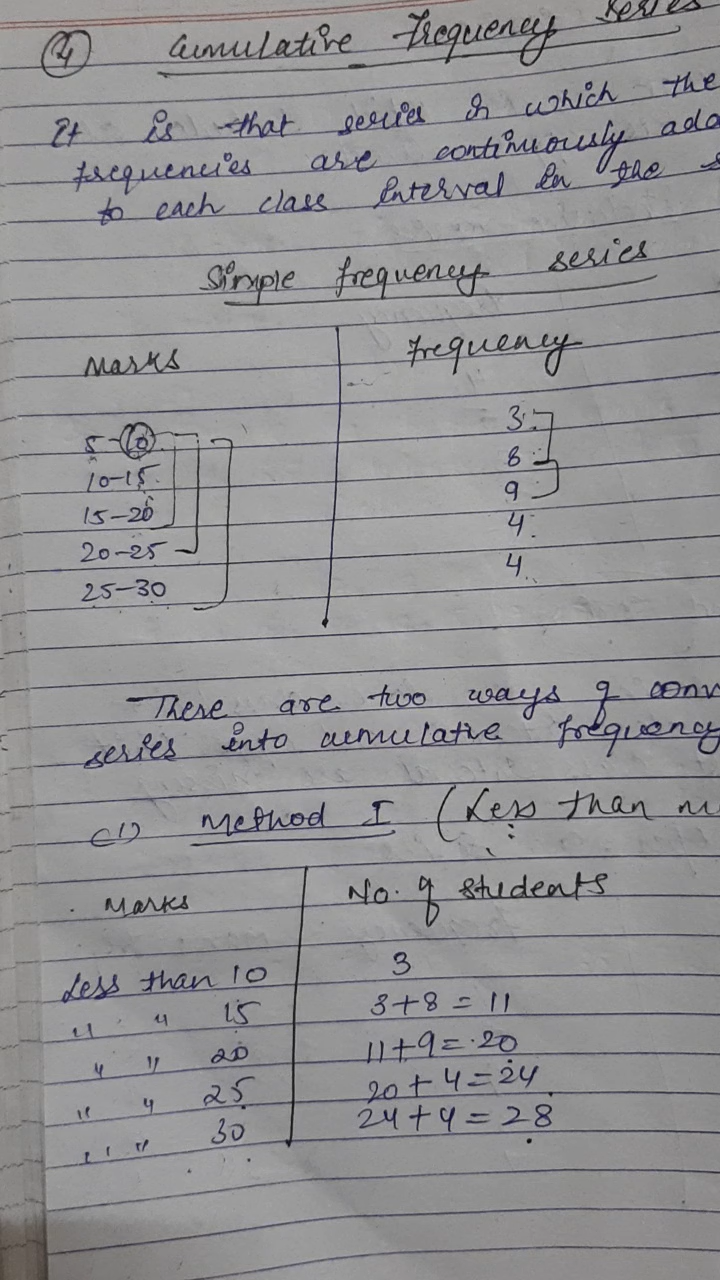 (4) Cumulative Frequency Series
It is that series in which the
frequencies are continuously add
to each class interval in the s
Simple frequency series
Marks Frequency
5-10 3
10-15 8
15-20 9
20-25 4
25-30 4
There are two ways of conv
series into cumulative frequency
(1) Method I (Less than m
Marks No. of students
Less than 10 3
" " 15 3+8=11
" " 20 11+9=20
" " 25 20+4=24
" " 30 24+4=28